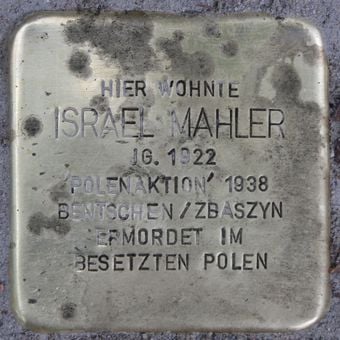 HIER WOHNTE
ISRAEL MAHLER
JG. 1922
'POLENAKTION' 1938
BENTSCHEN / ZBASZYN
ERMORDET IM
BESETZTEN POLEN